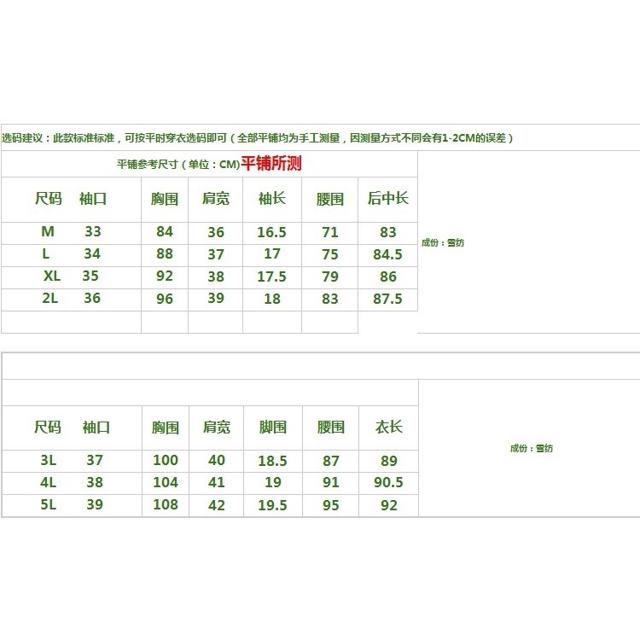 选码建议：此款标准标准，可按平时穿衣选码即可（全部平铺均为手工测量，因测量方式不同会有1-2CM的误差）
平铺参考尺寸（单位：CM)平铺所测
尺码 袖口 胸围 肩宽 袖长 腰围 后中长
M 33 84 36 16.5 71 83
L 34 88 37 17 75 84.5
成份：雪纺
XL 35 92 38 17.5 79 86
2L 36 96 39 18 83 87.5
尺码 袖口 胸围 肩宽 脚围 腰围 衣长
成份：雪纺
3L 37 100 40 18.5 87 89
4L 38 104 41 19 91 90.5
5L 39 108 42 19.5 95 92